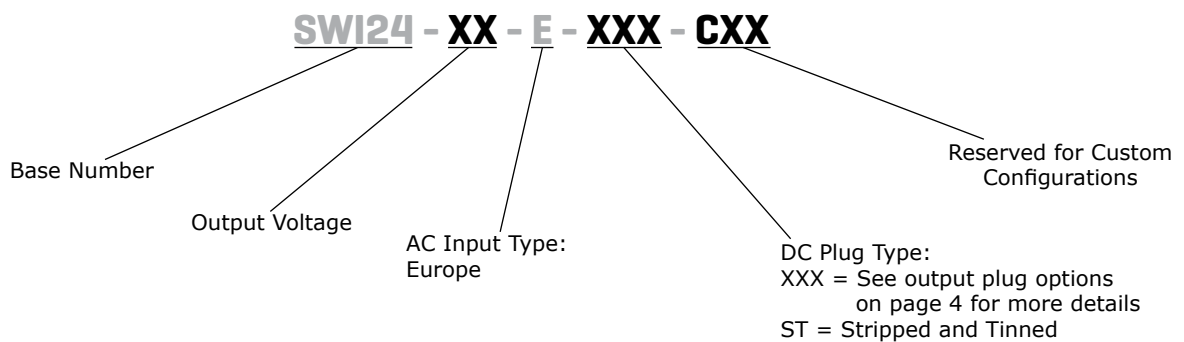 SWI24 - XX - E - XXX - CXX
Base Number
Output Voltage
AC Input Type:
Europe
DC Plug Type:
XXX = See output plug options
on page 4 for more details
ST = Stripped and Tinned
Reserved for Custom
Configurations